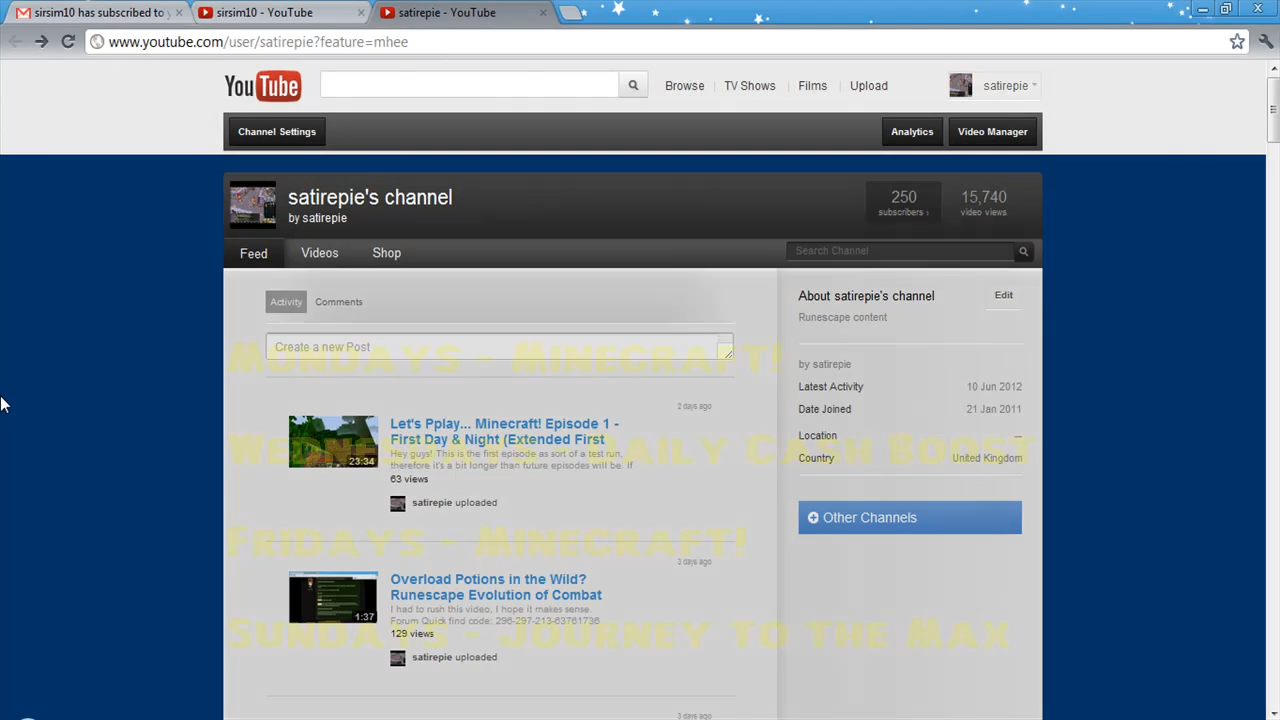 sirsim10 has subscribed to y
sirsim10 - YouTube
satirepie - YouTube
www.youtube.com/user/satirepie?feature=mhee
YouTube
Browse
TV Shows
Films
Upload
satirepie
Channel Settings
Analytics
Video Manager
satirepie's channel
by satirepie
250
subscribers
15,740
video views
Feed
Videos
Shop
Search Channel
Activity
Comments
Create a new Post
Mondays - Minecraft!
2 days ago
Let's Pplay... Minecraft! Episode 1 -
First Day & Night (Extended First
Hey guys! This is the first episode as sort of a test run,
therefore it's a bit longer than future episodes will be. If
63 views
23:34
satirepie uploaded
Daily Cash Boost
Fridays - Minecraft!
3 days ago
Overload Potions in the Wild?
Runescape Evolution of Combat
I had to rush this video, I hope it makes sense.
Forum Quick find code: 296-297-213-63761736
129 views
1:37
satirepie uploaded
Sundays - Journey to the Max
3 days ago
About satirepie's channel
Edit
Runescape content
by satirepie
Latest Activity
10 Jun 2012
Date Joined
21 Jan 2011
Location
Country
United Kingdom
Other Channels